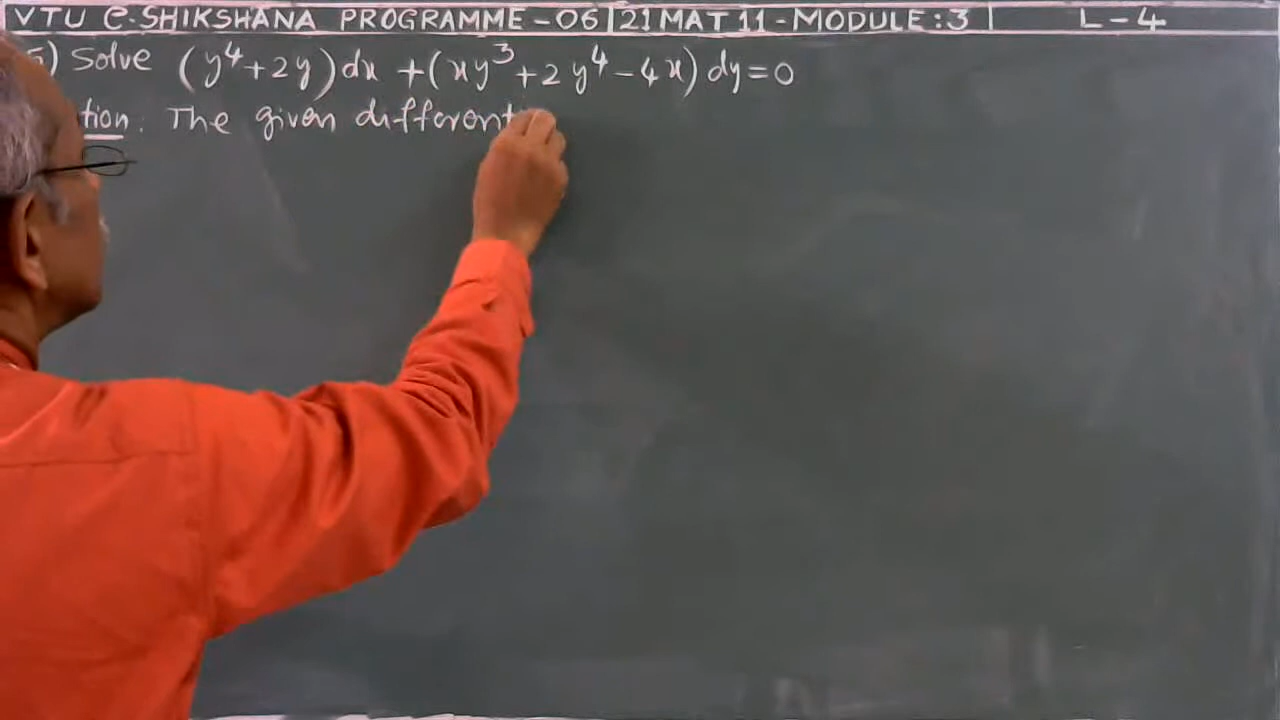 VTU e-SHIKSHANA PROGRAMME-06 | 21MAT11-MODULE:3 | L-4
5) Solve (y⁴+2y)dx +(xy³+2y⁴-4x)dy=0
tion: The given different